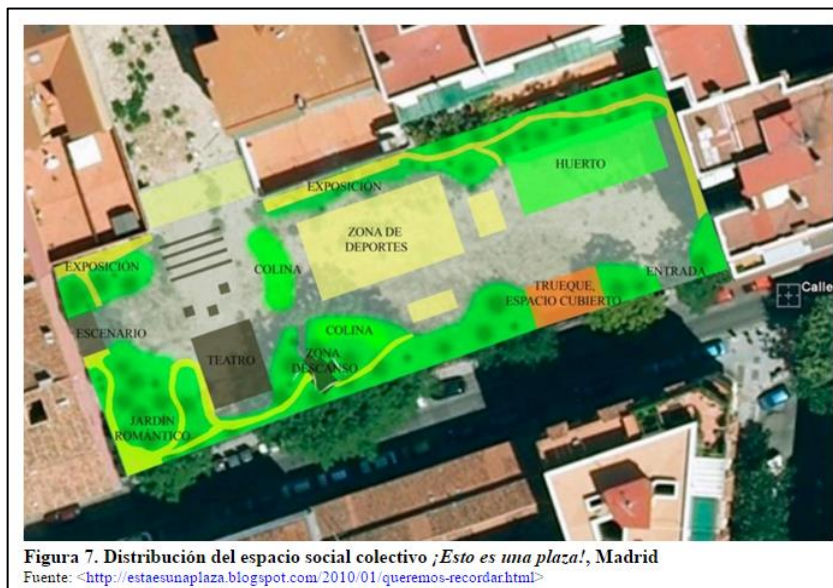 EXPOSICIÓN
HUERTO
ZONA DE
DEPORTES
EXPOSICIÓN
COLINA
ENTRADA
Calle
TRUEQUE,
ESPACIO CUBIERTO
ESCENARIO
COLINA
TEATRO
ZONA
DESCANSO
JARDÍN
ROMÁNTICO
Figura 7. Distribución del espacio social colectivo ¡Esto es una plaza!, Madrid
Fuente: <http://estaesunaplaza.blogspot.com/2010/01/queremos-recordar.html>